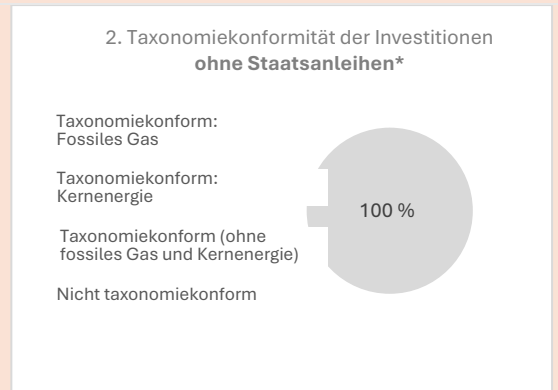 2. Taxonomiekonformität der Investitionen
ohne Staatsanleihen*
Taxonomiekonform:
Fossiles Gas
Taxonomiekonform:
Kernenergie
Taxonomiekonform (ohne
fossiles Gas und Kernenergie)
Nicht taxonomiekonform
100 %